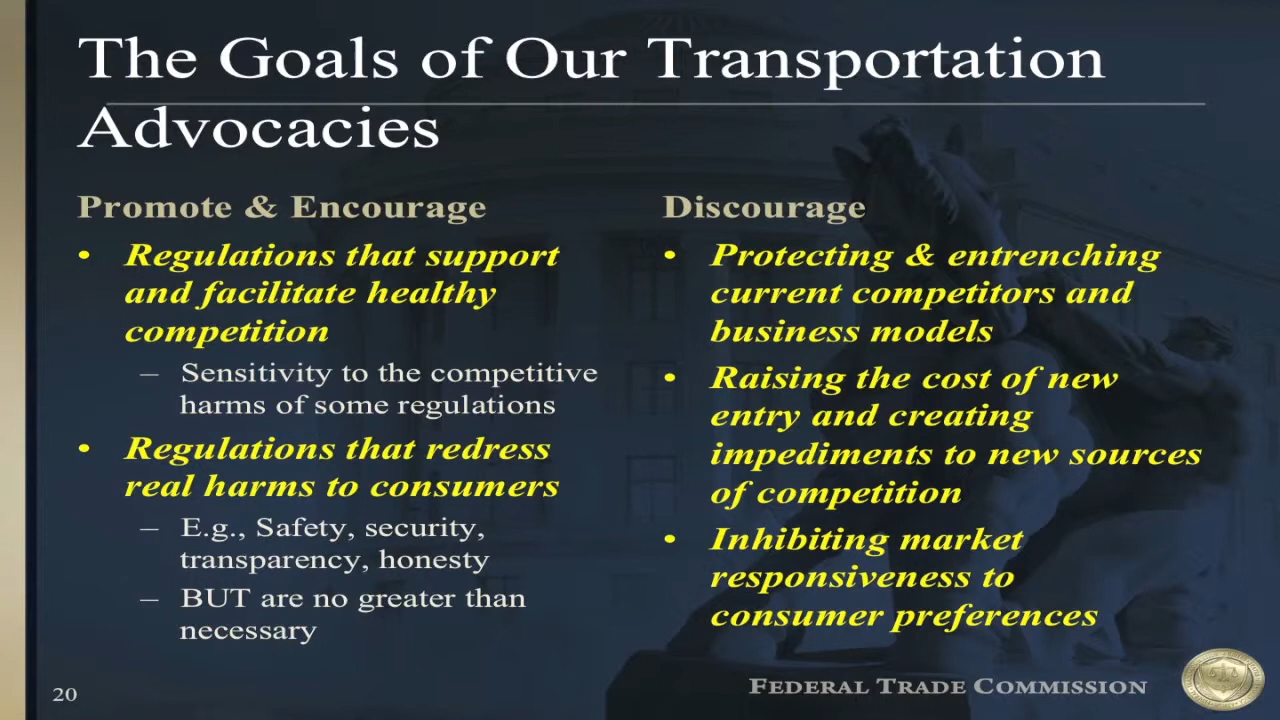 The Goals of Our Transportation
Advocacies
Promote & Encourage
• Regulations that support
and facilitate healthy
competition
– Sensitivity to the competitive
harms of some regulations
• Regulations that redress
real harms to consumers
– E.g., Safety, security,
transparency, honesty
– BUT are no greater than
necessary
Discourage
• Protecting & entrenching
current competitors and
business models
• Raising the cost of new
entry and creating
impediments to new sources
of competition
• Inhibiting market
responsiveness to
consumer preferences
20
FEDERAL TRADE COMMISSION